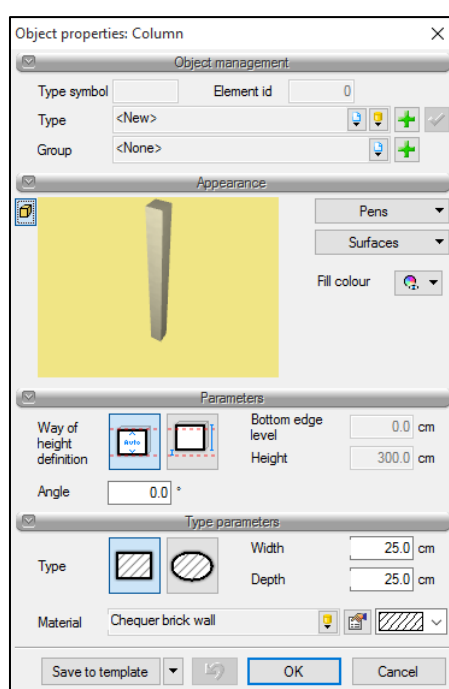 Object properties: Column
Object management
Type symbol Element id 0
Type <New>
Group <None>
Appearance
Pens
Surfaces
Fill colour
Parameters
Way of height definition Auto Bottom edge level 0.0 cm
Height 300.0 cm
Angle 0.0 °
Type parameters
Type Width 25.0 cm
Depth 25.0 cm
Material Chequer brick wall
Save to template OK Cancel